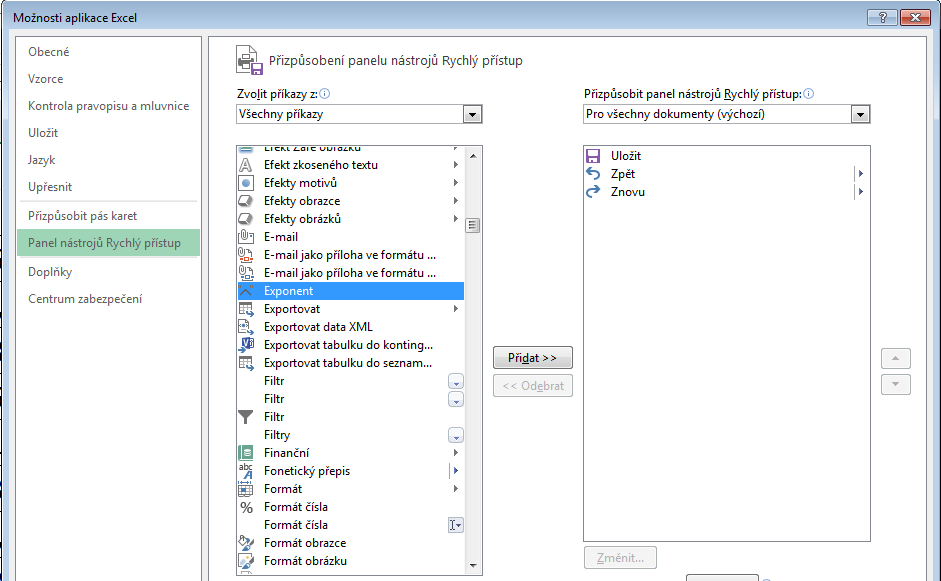 Možnosti aplikace Excel
Obecné
Vzorce
Kontrola pravopisu a mluvnice
Uložit
Jazyk
Upřesnit
Přizpůsobit pás karet
Panel nástrojů Rychlý přístup
Doplňky
Centrum zabezpečení
Přizpůsobení panelu nástrojů Rychlý přístup
Zvolit příkazy z:
Všechny příkazy
Efekt Záře obrázku
Efekt zkoseného textu
Efekty motivů
Efekty obrazce
Efekty obrázků
E-mail
E-mail jako příloha ve formátu ...
E-mail jako příloha ve formátu ...
Exponent
Exportovat
Exportovat data XML
Exportovat tabulku do konting...
Exportovat tabulku do seznam...
Filtr
Filtr
Filtr
Filtry
Finanční
Fonetický přepis
Formát
Formát čísla
Formát čísla
Formát obrazce
Formát obrázku
Přidat >>
<< Odebrat
Přizpůsobit panel nástrojů Rychlý přístup:
Pro všechny dokumenty (výchozí)
Uložit
Zpět
Znovu
Změnit...